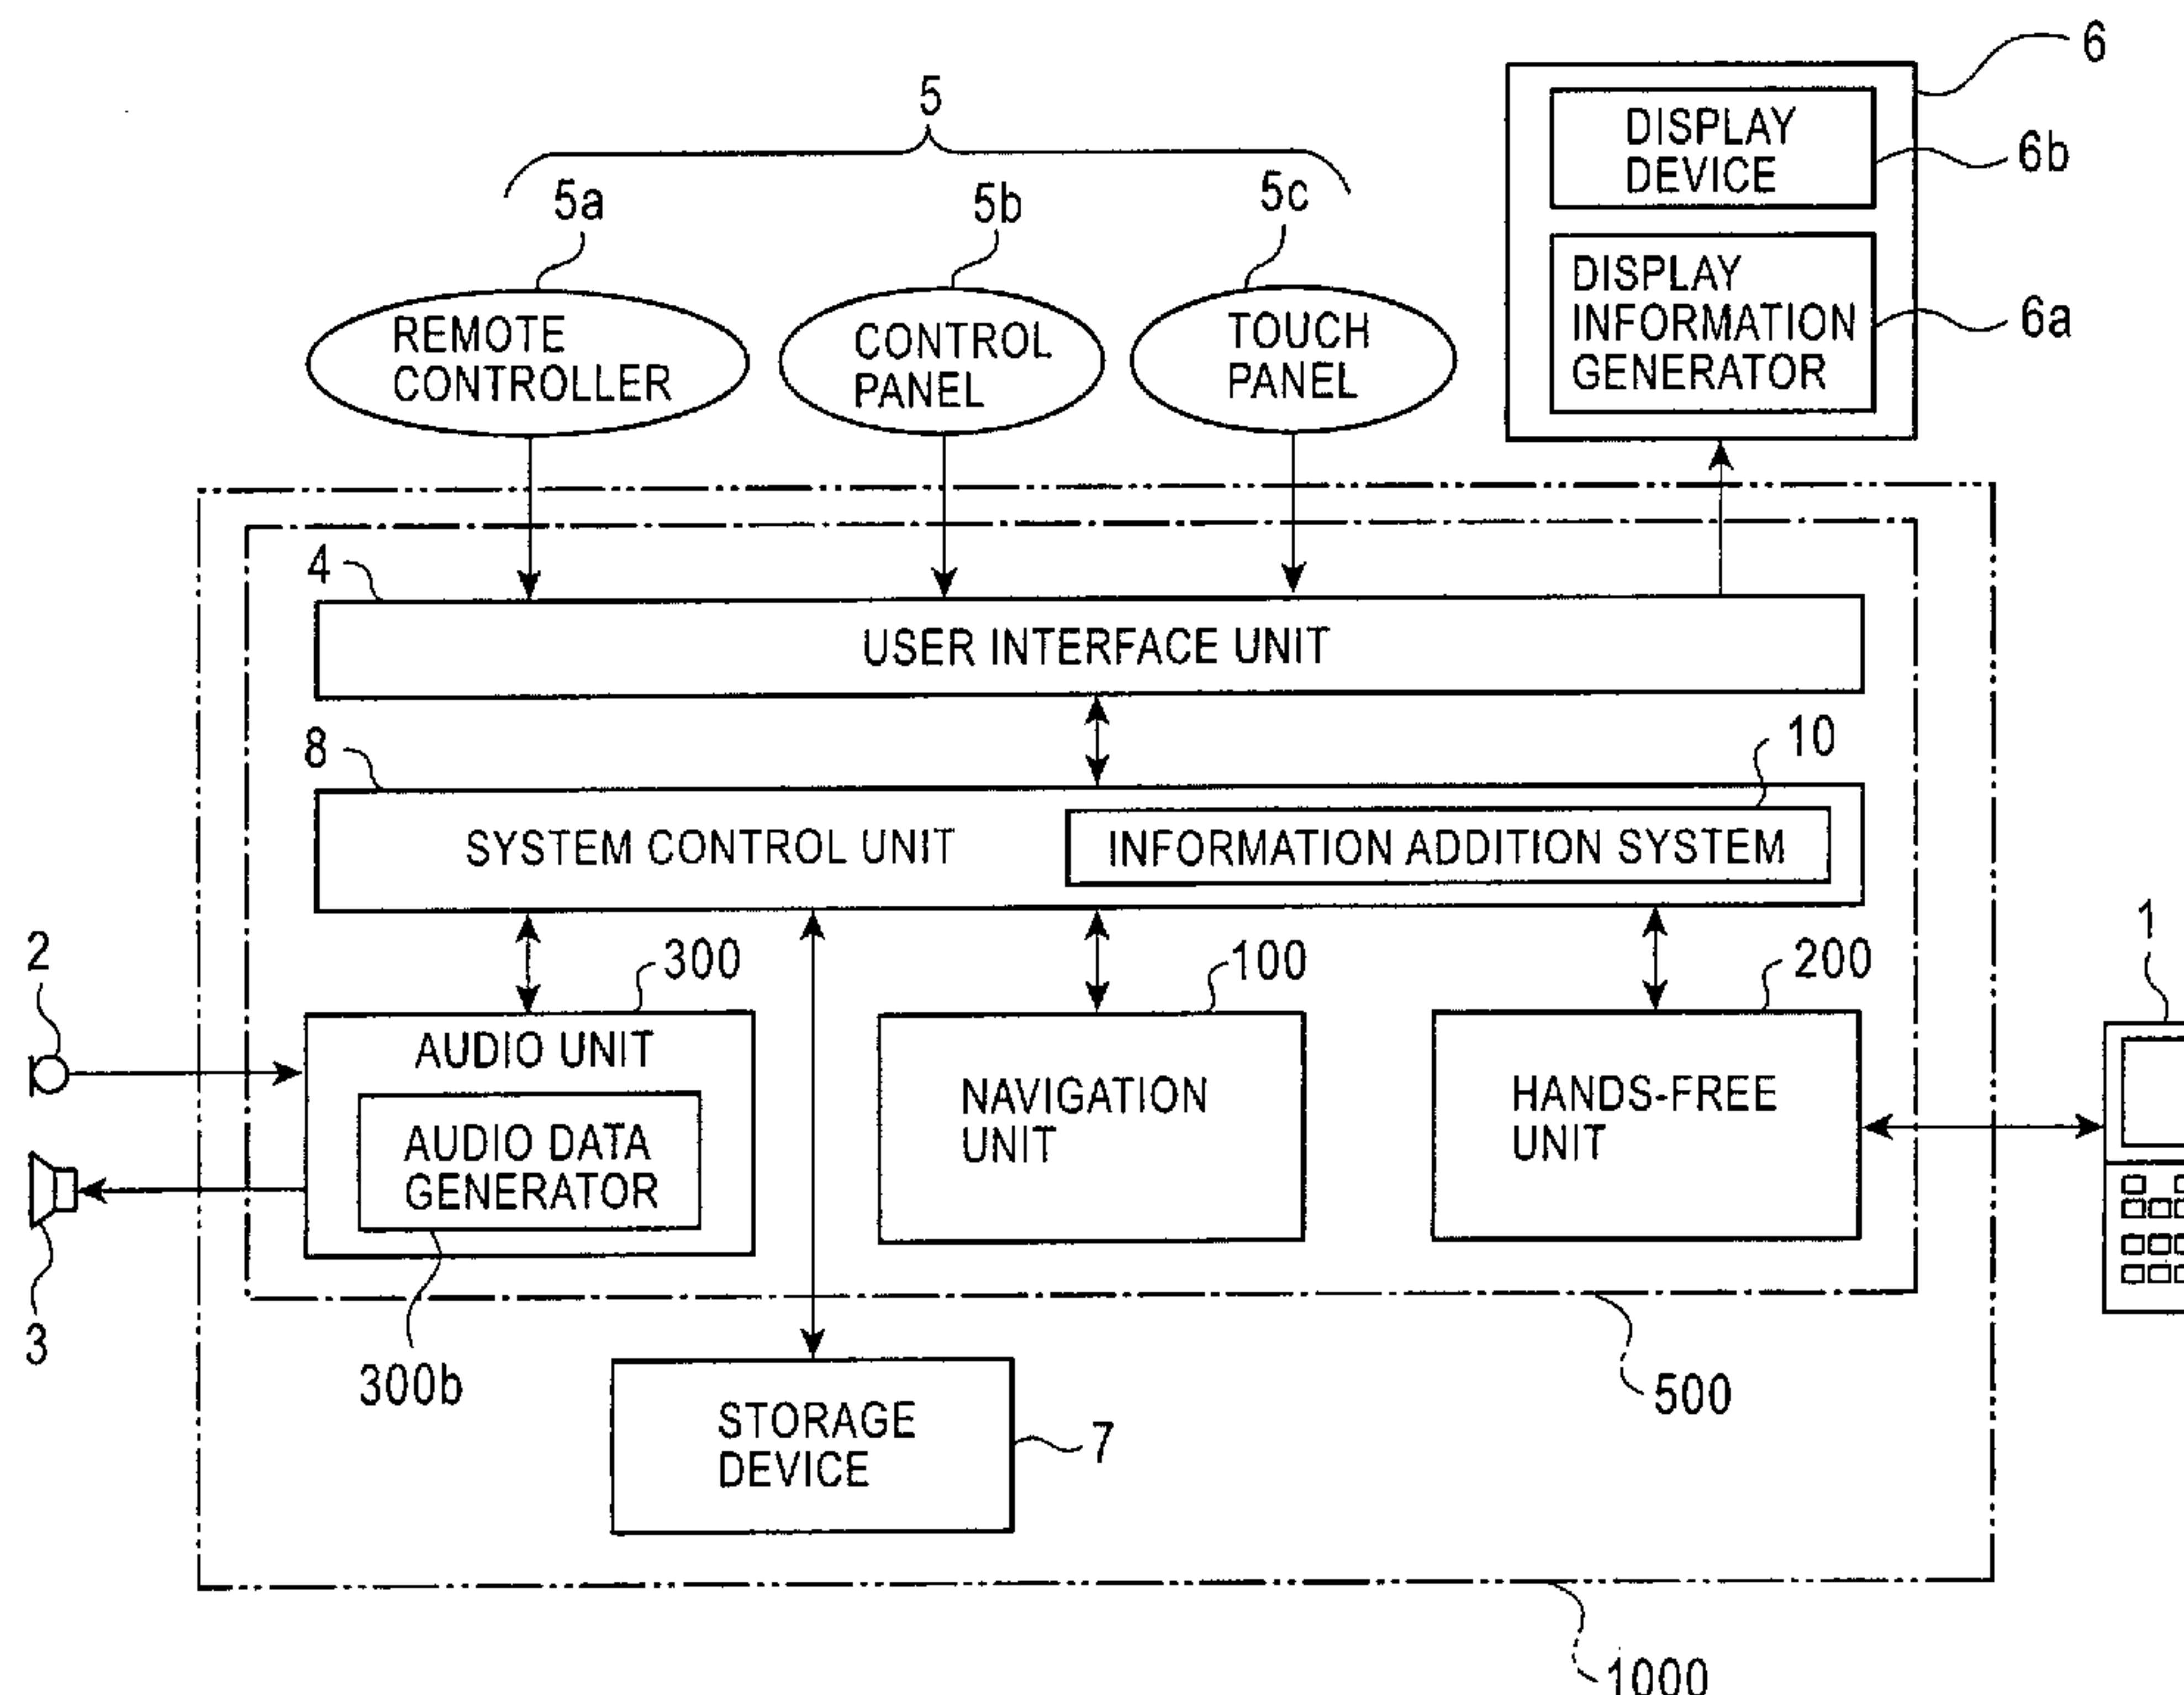 6
5
DISPLAY
DEVICE
6b
5a
5b
5c
DISPLAY
INFORMATION
GENERATOR
6a
REMOTE
CONTROLLER
CONTROL
PANEL
TOUCH
PANEL
4
USER INTERFACE UNIT
8
10
SYSTEM CONTROL UNIT
INFORMATION ADDITION SYSTEM
2
300
100
200
1
AUDIO UNIT
AUDIO DATA
GENERATOR
NAVIGATION
UNIT
HANDS-FREE
UNIT
3
300b
500
STORAGE
DEVICE
7
1000